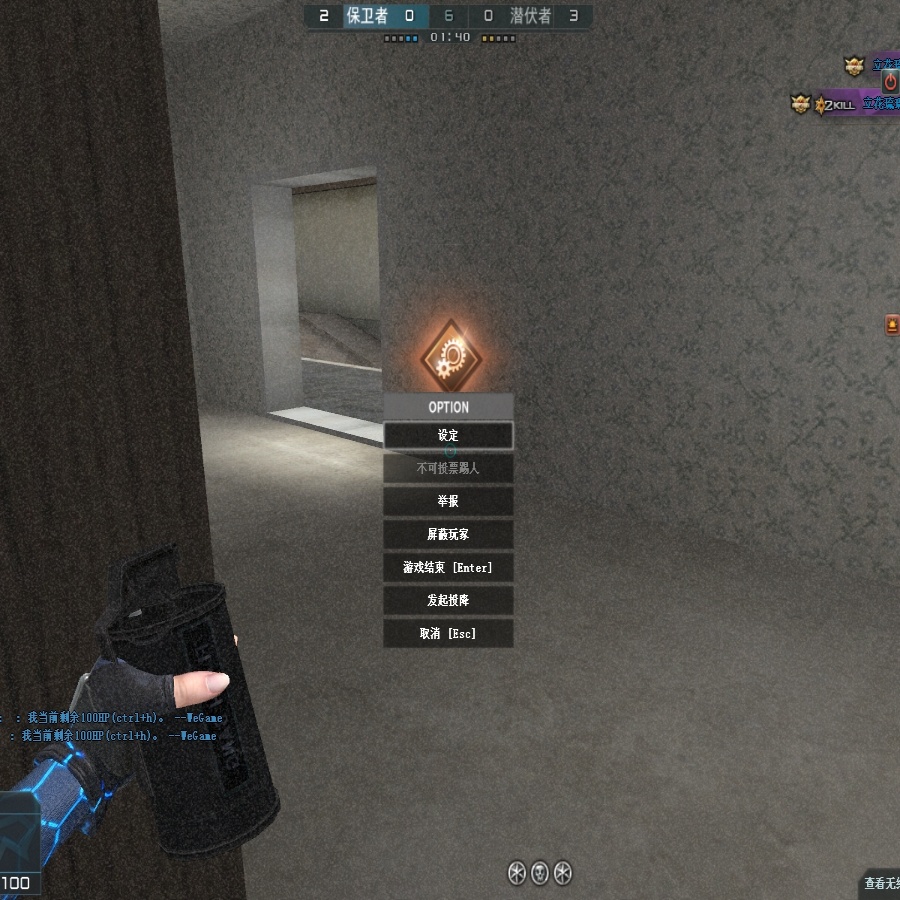 2 保卫者 0 6 0 潜伏者 3
01:40
2KILL
OPTION
设定
不可投票踢人
举报
屏蔽玩家
游戏结束 [Enter]
发起投降
取消 [Esc]
: : 我当前剩余100HP(ctrl+h)。 --WeGame
: 我当前剩余100HP(ctrl+h)。 --WeGame
100
查看无